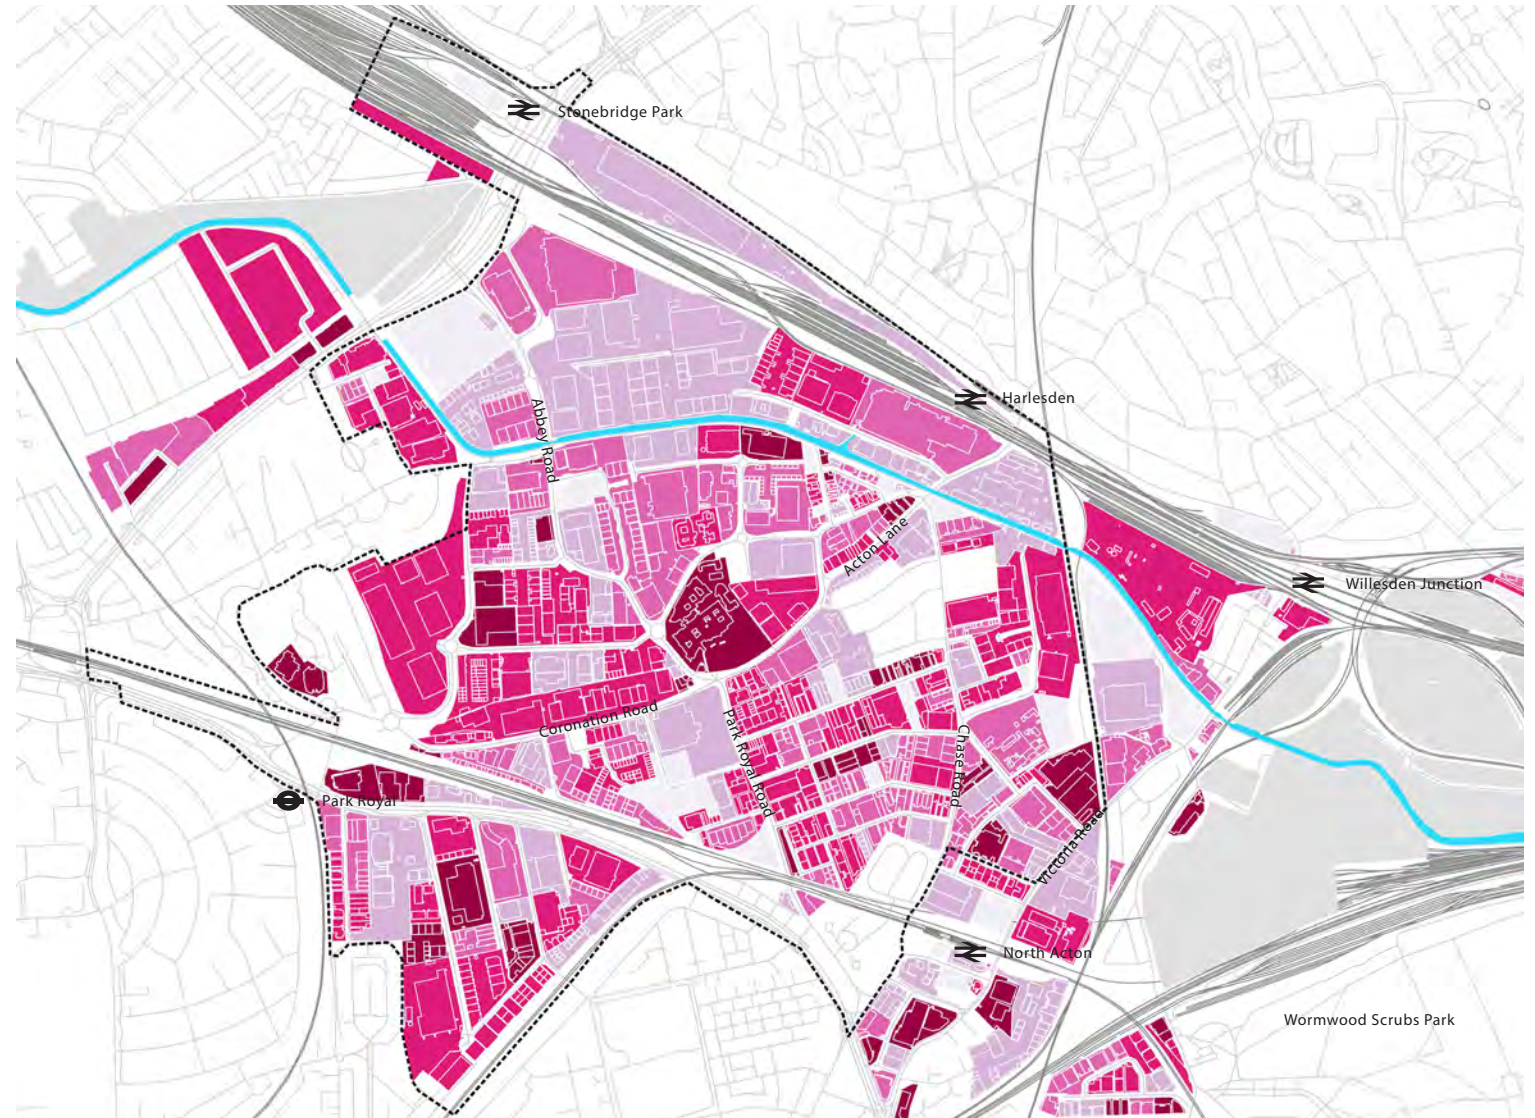 Stonebridge Park
Harlesden
Abbey Road
Acton Lane
Willesden Junction
Coronation Road
Park Royal Road
Chase Road
Park Royal
Victoria Road
North Acton
Wormwood Scrubs Park